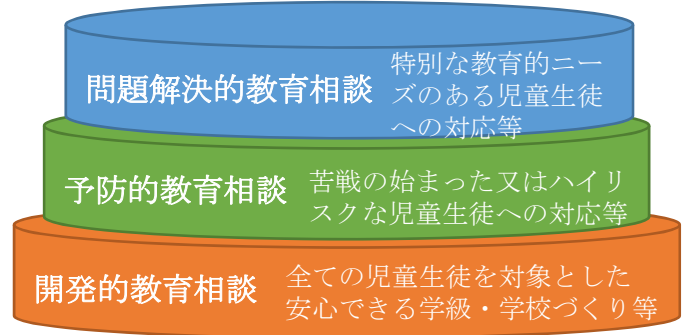 問題解決的教育相談
特別な教育的ニー
ズのある児童生徒
への対応等
予防的教育相談
苦戦の始まった又はハイリ
スクな児童生徒への対応等
開発的教育相談
全ての児童生徒を対象とした
安心できる学級・学校づくり等